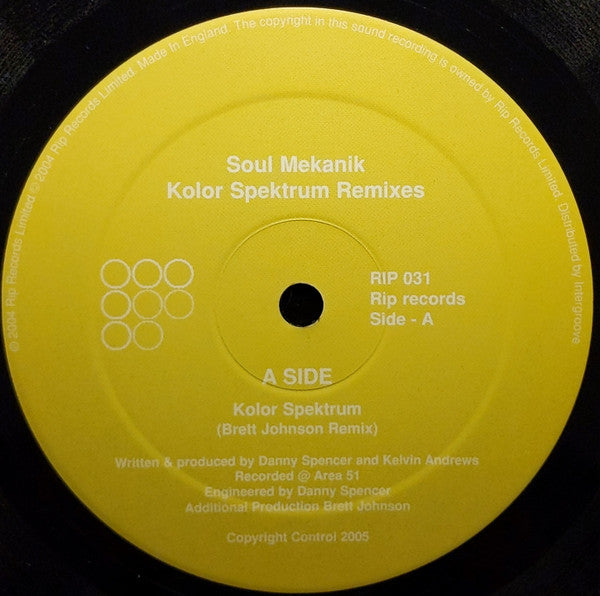 ℗ 2004 Rip Records Limited © 2004 Rip Records Limited. Made In England. The copyright in this sound recording is owned by Rip Records Limited. Distributed by Intergroove
Soul Mekanik
Kolor Spektrum Remixes
RIP 031
Rip records
Side - A
A SIDE
Kolor Spektrum
(Brett Johnson Remix)
Written & produced by Danny Spencer and Kelvin Andrews
Recorded @ Area 51
Engineered by Danny Spencer
Additional Production Brett Johnson
Copyright Control 2005